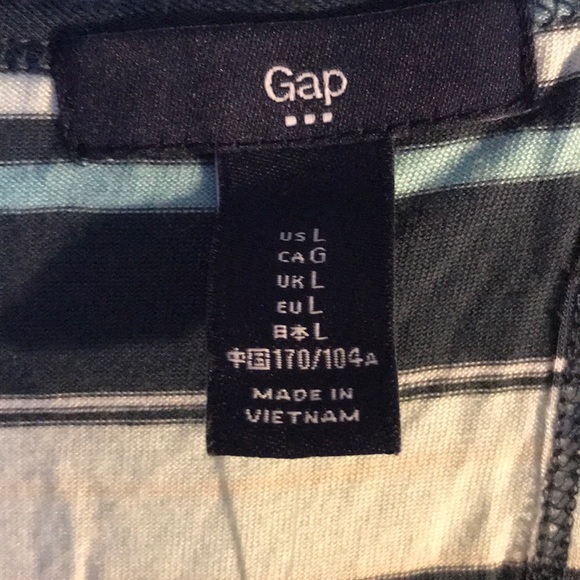 Gap
US L
CA G
UK L
EU L
日本 L
中国 170/104A
MADE IN
VIETNAM